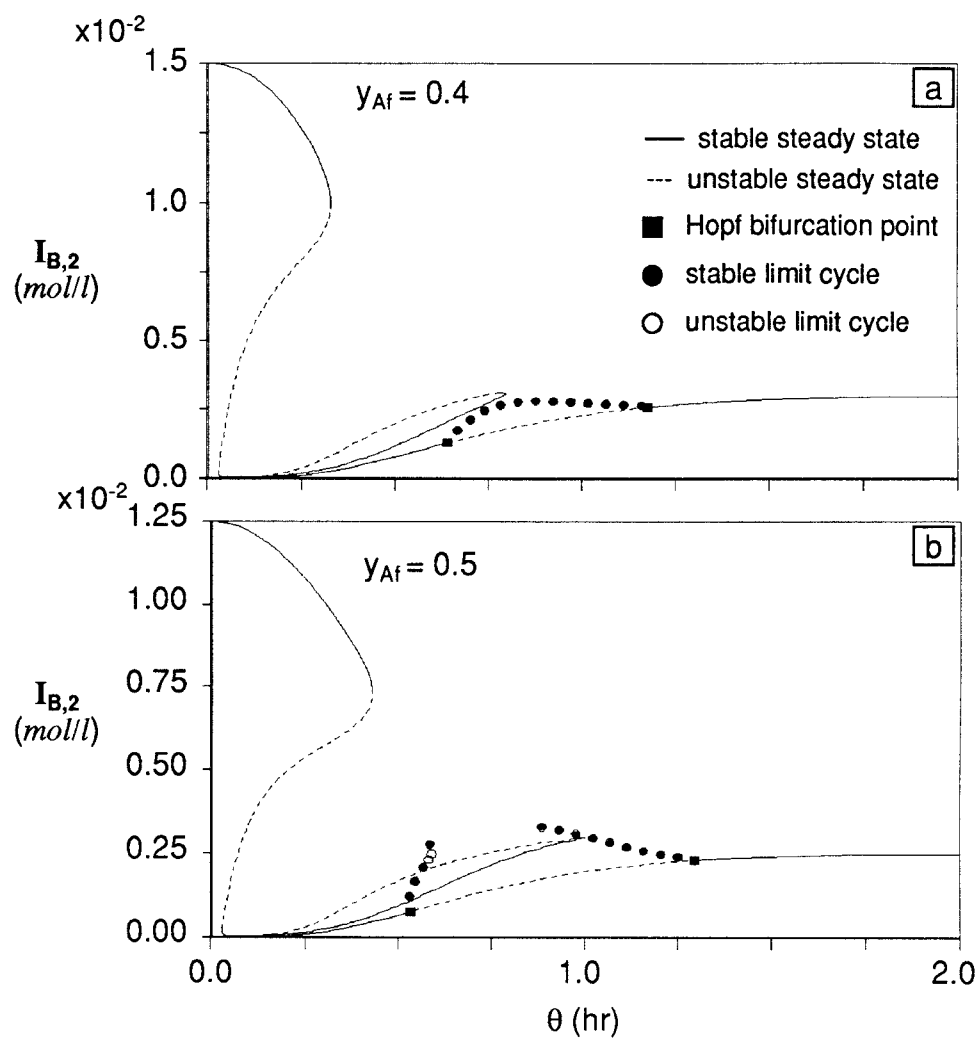 x10-2
1.5
yAf = 0.4
a
stable steady state
unstable steady state
1.0
Hopf bifurcation point
IB,2
(mol/l)
stable limit cycle
unstable limit cycle
0.5
0.0
x10-2
1.25
yAf = 0.5
b
1.00
IB,2
(mol/l)
0.75
0.50
0.25
0.00
0.0 1.0 2.0
θ (hr)